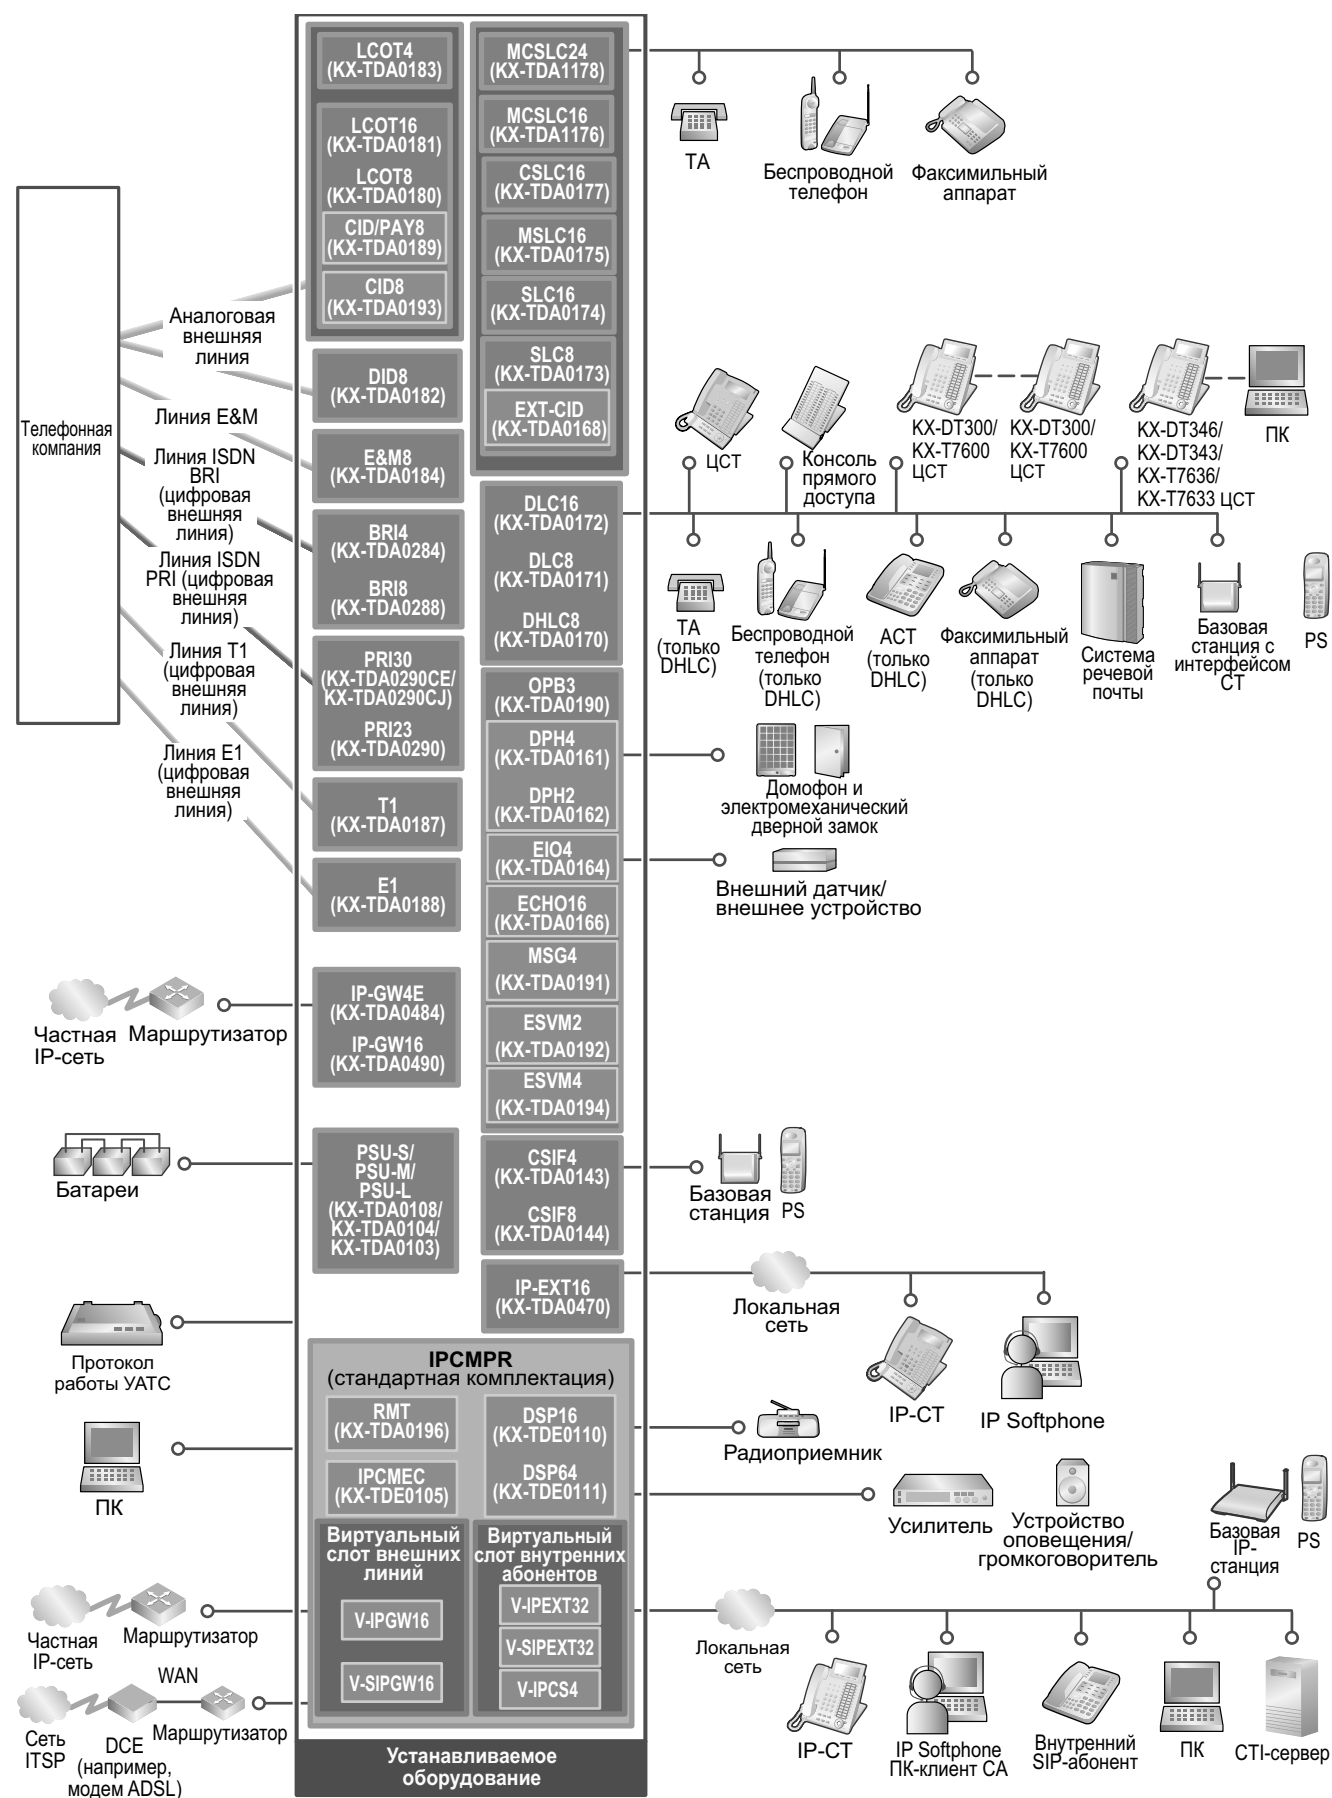 LCOT4
(KX-TDA0183)
LCOT16
(KX-TDA0181)
LCOT8
(KX-TDA0180)
CID/PAY8
(KX-TDA0189)
CID8
(KX-TDA0193)
DID8
(KX-TDA0182)
E&M8
(KX-TDA0184)
BRI4
(KX-TDA0284)
BRI8
(KX-TDA0288)
PRI30
(KX-TDA0290CE/
KX-TDA0290CJ)
PRI23
(KX-TDA0290)
T1
(KX-TDA0187)
E1
(KX-TDA0188)
IP-GW4E
(KX-TDA0484)
IP-GW16
(KX-TDA0490)
PSU-S/
PSU-M/
PSU-L
(KX-TDA0108/
KX-TDA0104/
KX-TDA0103)
MCSLC24
(KX-TDA1178)
MCSLC16
(KX-TDA1176)
CSLC16
(KX-TDA0177)
MSLC16
(KX-TDA0175)
SLC16
(KX-TDA0174)
SLC8
(KX-TDA0173)
EXT-CID
(KX-TDA0168)
DLC16
(KX-TDA0172)
DLC8
(KX-TDA0171)
DHLC8
(KX-TDA0170)
OPB3
(KX-TDA0190)
DPH4
(KX-TDA0161)
DPH2
(KX-TDA0162)
EIO4
(KX-TDA0164)
ECHO16
(KX-TDA0166)
MSG4
(KX-TDA0191)
ESVM2
(KX-TDA0192)
ESVM4
(KX-TDA0194)
CSIF4
(KX-TDA0143)
CSIF8
(KX-TDA0144)
IP-EXT16
(KX-TDA0470)
IPCMPR
(стандартная комплектация)
RMT
(KX-TDA0196)
IPCMEC
(KX-TDE0105)
DSP16
(KX-TDE0110)
DSP64
(KX-TDE0111)
Виртуальный
слот внешних
линий
V-IPGW16
V-SIPGW16
Виртуальный
слот внутренних
абонентов
V-IPEXT32
V-SIPEXT32
V-IPCS4
Устанавливаемое
оборудование
Телефонная
компания
Аналоговая
внешняя
линия
Линия E&M
Линия ISDN
BRI
(цифровая
внешняя
линия)
Линия ISDN
PRI (цифровая
внешняя
линия)
Линия T1
(цифровая
внешняя
линия)
Линия E1
(цифровая
внешняя
линия)
Частная
IP-сеть
Маршрутизатор
Батареи
Протокол
работы УАТС
ПК
Частная
IP-сеть
Маршрутизатор
WAN
Сеть
ITSP
DCE
(например,
модем ADSL)
Маршрутизатор
ТА
Беспроводной
телефон
Факсимильный
аппарат
ЦСТ
Консоль
прямого
доступа
KX-DT300/
KX-T7600
ЦСТ
KX-DT300/
KX-T7600
ЦСТ
KX-DT346/
KX-DT343/
KX-T7636/
KX-T7633 ЦСТ
ПК
ТА
(только
DHLC)
Беспроводной
телефон
(только
DHLC)
АСТ
(только
DHLC)
Факсимильный
аппарат
(только
DHLC)
Система
речевой
почты
Базовая
станция с
интерфейсом
СТ
PS
Домофон и
электромеханический
дверной замок
Внешний датчик/
внешнее устройство
Базовая
станция
PS
Локальная
сеть
IP-СТ
IP Softphone
Радиоприемник
Усилитель
Устройство
оповещения/
громкоговоритель
Базовая
IP-
станция
PS
Локальная
сеть
IP-СТ
IP Softphone
ПК-клиент CA
Внутренний
SIP-абонент
ПК
CTI-сервер